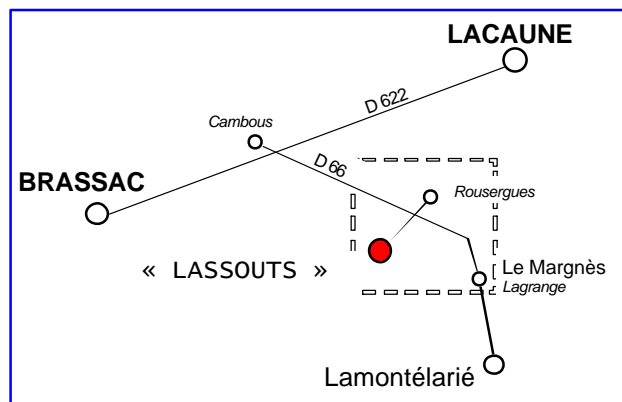 LACAUNE
D 622
Cambous
D 66
BRASSAC
Rousergues
« LASSOUTS »
Le Margnès
Lagrange
Lamontélarié